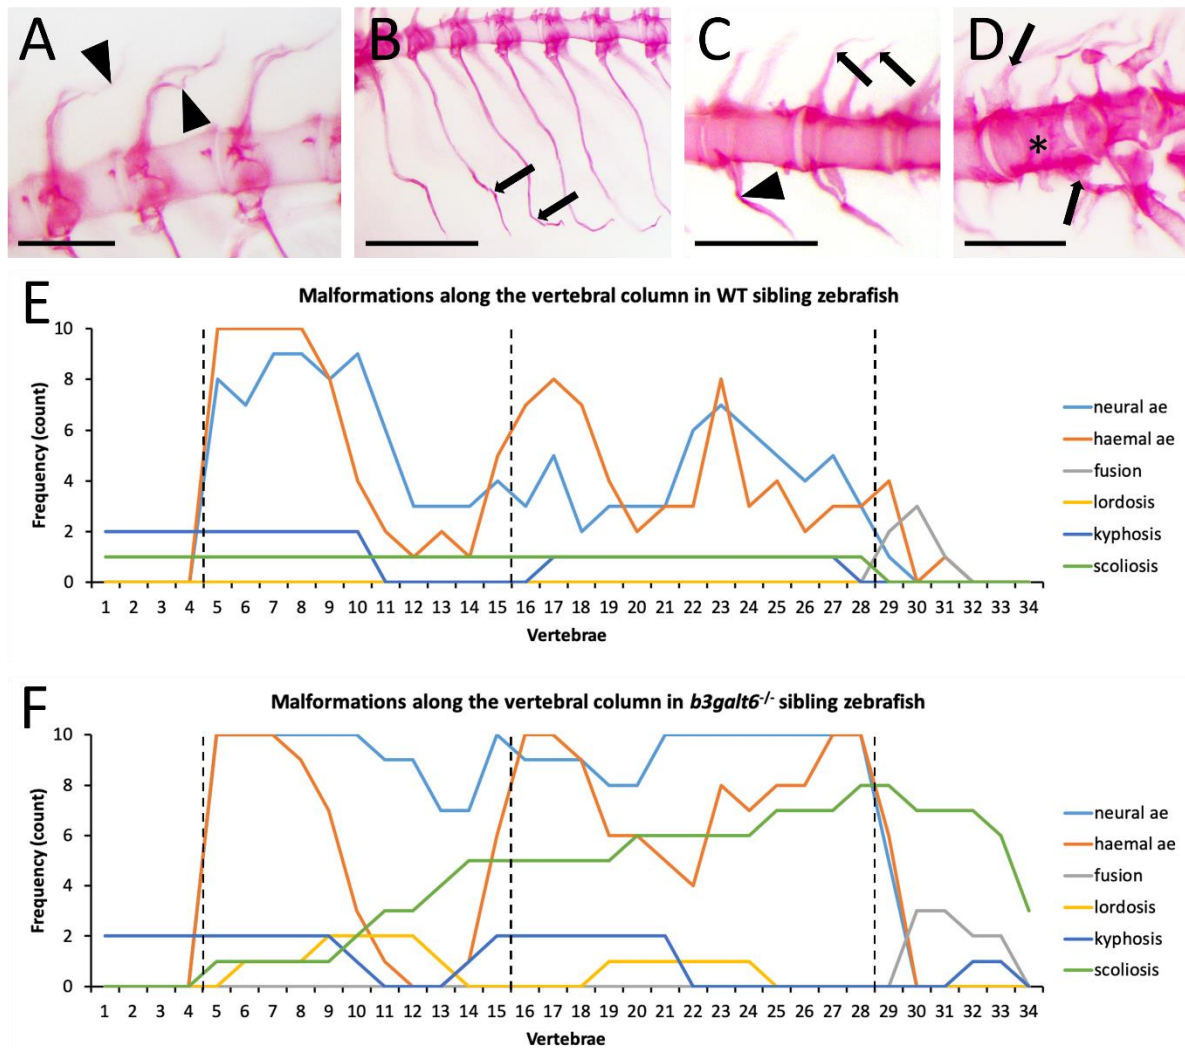 A
B
C
D
*
E
Malformations along the vertebral column in WT sibling zebrafish
Frequency (count)
10
8
6
4
2
0
1 2 3 4 5 6 7 8 9 10 11 12 13 14 15 16 17 18 19 20 21 22 23 24 25 26 27 28 29 30 31 32 33 34
Vertebrae
neural ae
haemal ae
fusion
lordosis
kyphosis
scoliosis
F
Malformations along the vertebral column in b3galt6-/- sibling zebrafish
Frequency (count)
10
8
6
4
2
0
1 2 3 4 5 6 7 8 9 10 11 12 13 14 15 16 17 18 19 20 21 22 23 24 25 26 27 28 29 30 31 32 33 34
Vertebrae
neural ae
haemal ae
fusion
lordosis
kyphosis
scoliosis